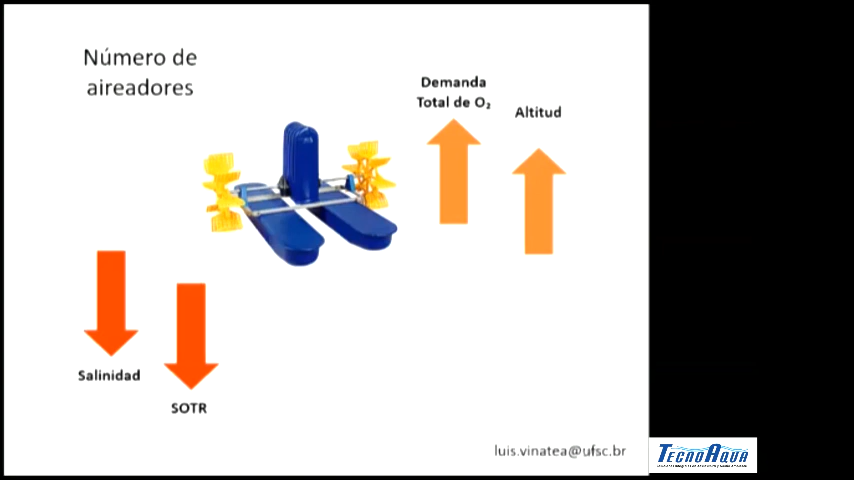 Número de
aireadores
Demanda
Total de O₂
Altitud
Salinidad
SOTR
luis.vinatea@ufsc.br
TECNOAQUA